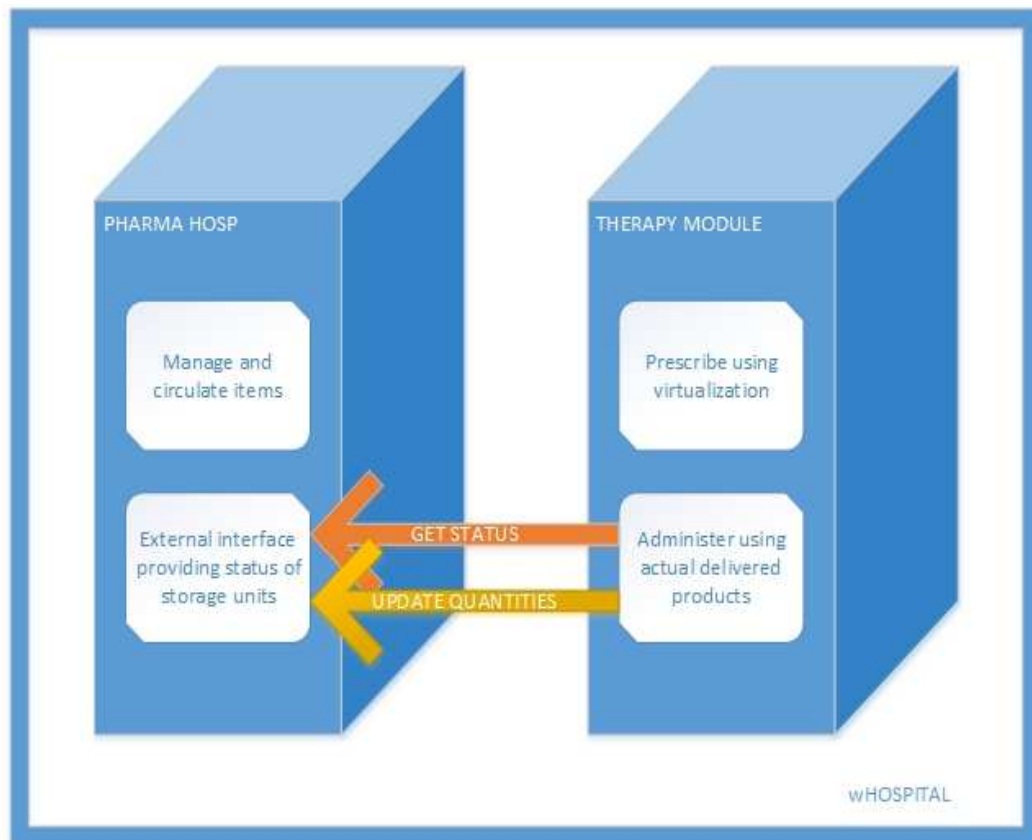 PHARMA HOSP
Manage and
circulate items
External interface
providing status of
storage units
GET STATUS
UPDATE QUANTITIES
THERAPY MODULE
Prescribe using
virtualization
Administer using
actual delivered
products
wHOSPITAL